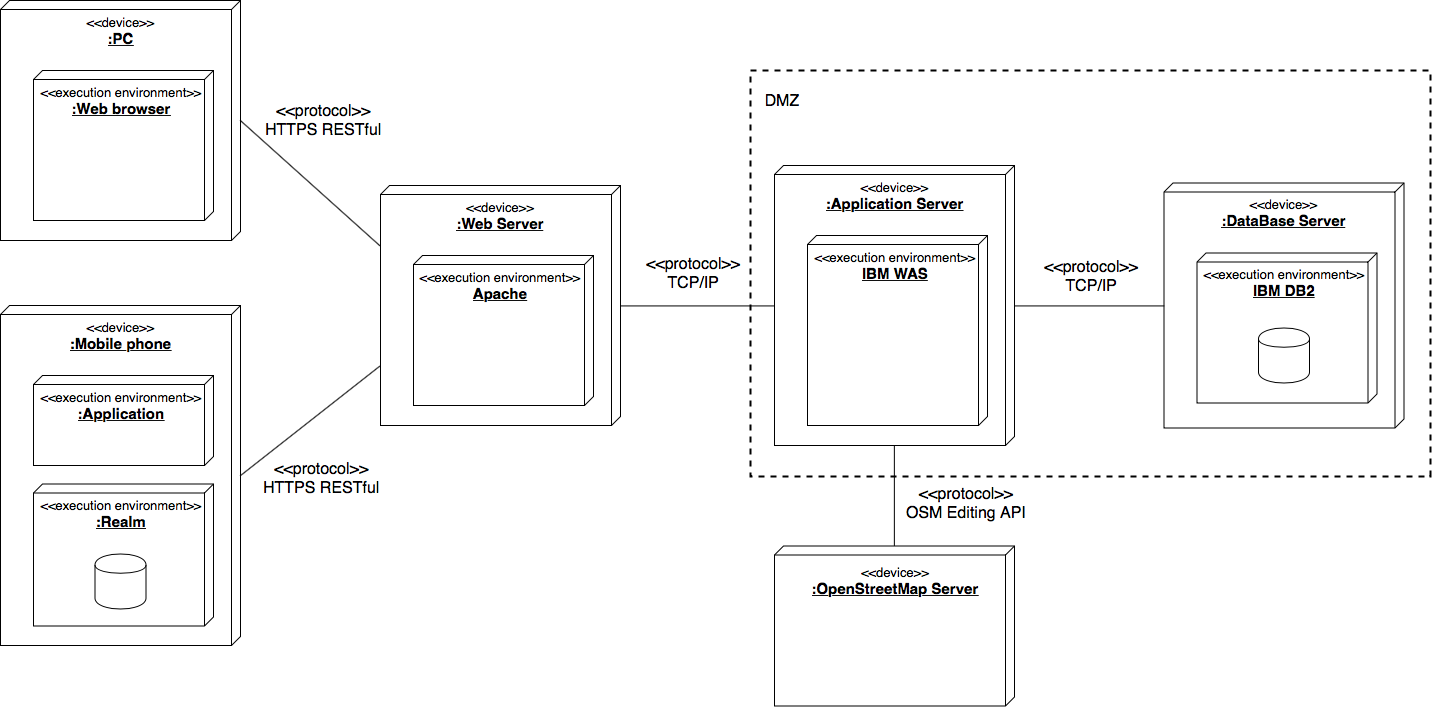 <<device>>
:PC
<<execution environment>>
:Web browser
<<protocol>>
HTTPS RESTful
<<device>>
:Mobile phone
<<execution environment>>
:Application
<<execution environment>>
:Realm
<<protocol>>
HTTPS RESTful
<<device>>
:Web Server
<<execution environment>>
Apache
<<protocol>>
TCP/IP
DMZ
<<device>>
:Application Server
<<execution environment>>
IBM WAS
<<protocol>>
TCP/IP
<<device>>
:DataBase Server
<<execution environment>>
IBM DB2
<<protocol>>
OSM Editing API
<<device>>
:OpenStreetMap Server